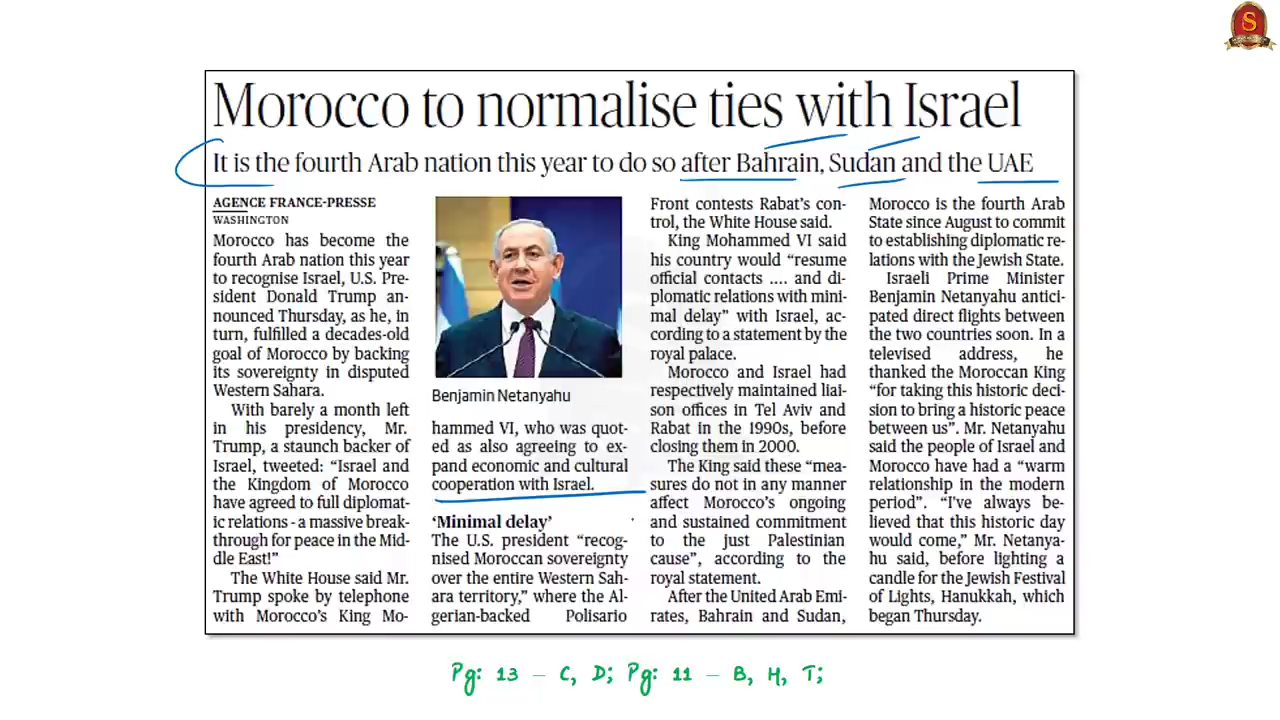 S
Morocco to normalise ties with Israel
It is the fourth Arab nation this year to do so after Bahrain, Sudan and the UAE
AGENCE FRANCE-PRESSE
WASHINGTON
Morocco has become the
fourth Arab nation this year
to recognise Israel, U.S. Pre-
sident Donald Trump an-
nounced Thursday, as he, in
turn, fulfilled a decades-old
goal of Morocco by backing
its sovereignty in disputed
Western Sahara.
With barely a month left
in his presidency, Mr.
Trump, a staunch backer of
Israel, tweeted: “Israel and
the Kingdom of Morocco
have agreed to full diplomat-
ic relations - a massive break-
through for peace in the Mid-
dle East!”
The White House said Mr.
Trump spoke by telephone
with Morocco’s King Mo-
Benjamin Netanyahu
hammed VI, who was quot-
ed as also agreeing to ex-
pand economic and cultural
cooperation with Israel.
‘Minimal delay’
The U.S. president “recog-
nised Moroccan sovereignty
over the entire Western Sah-
ara territory,” where the Al-
gerian-backed Polisario
Front contests Rabat’s con-
trol, the White House said.
King Mohammed VI said
his country would “resume
official contacts .... and di-
plomatic relations with mini-
mal delay” with Israel, ac-
cording to a statement by the
royal palace.
Morocco and Israel had
respectively maintained liai-
son offices in Tel Aviv and
Rabat in the 1990s, before
closing them in 2000.
The King said these “mea-
sures do not in any manner
affect Morocco’s ongoing
and sustained commitment
to the just Palestinian
cause”, according to the
royal statement.
After the United Arab Emi-
rates, Bahrain and Sudan,
Morocco is the fourth Arab
State since August to commit
to establishing diplomatic re-
lations with the Jewish State.
Israeli Prime Minister
Benjamin Netanyahu antici-
pated direct flights between
the two countries soon. In a
televised address, he
thanked the Moroccan King
“for taking this historic deci-
sion to bring a historic peace
between us”. Mr. Netanyahu
said the people of Israel and
Morocco have had a “warm
relationship in the modern
period”. “I’ve always be-
lieved that this historic day
would come,” Mr. Netanya-
hu said, before lighting a
candle for the Jewish Festival
of Lights, Hanukkah, which
began Thursday.
Pg: 13 – C, D; Pg: 11 – B, H, T;